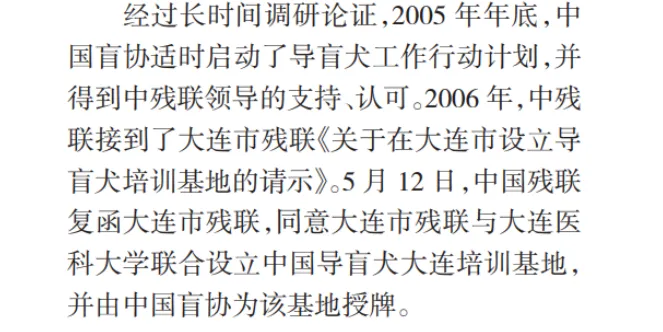 经过长时间调研论证,2005 年年底,中
国盲协适时启动了导盲犬工作行动计划,并
得到中残联领导的支持、认可。2006 年,中残
联接到了大连市残联《关于在大连市设立导
盲犬培训基地的请示》。5 月 12 日,中国残联
复函大连市残联,同意大连市残联与大连医
科大学联合设立中国导盲犬大连培训基地,
并由中国盲协为该基地授牌。